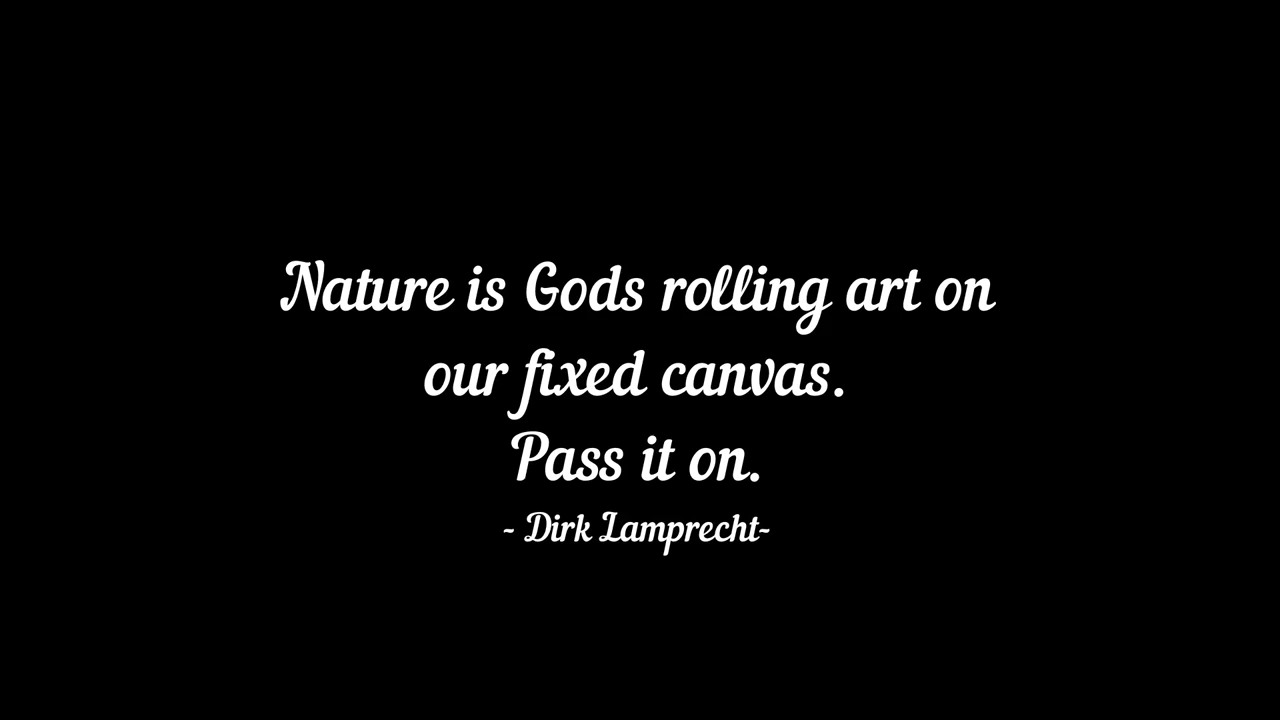 Nature is Gods rolling art on
our fixed canvas.
Pass it on.
- Dirk Lamprecht-